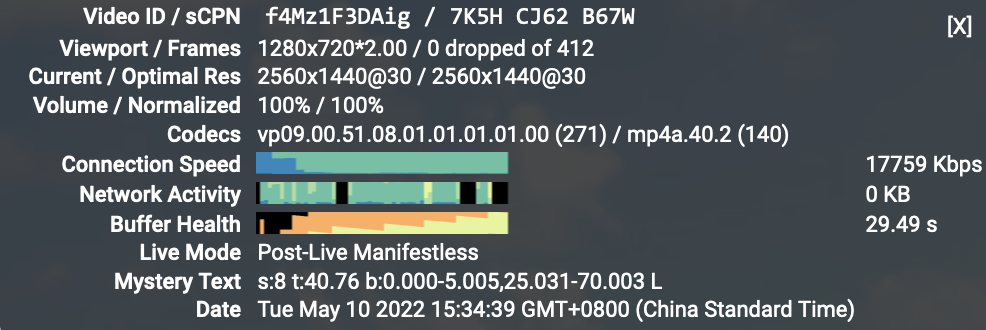 Video ID / sCPN f4Mz1F3DAig / 7K5H CJ62 B67W [X]
Viewport / Frames 1280x720*2.00 / 0 dropped of 412
Current / Optimal Res 2560x1440@30 / 2560x1440@30
Volume / Normalized 100% / 100%
Codecs vp09.00.51.08.01.01.01.01.00 (271) / mp4a.40.2 (140)
Connection Speed 17759 Kbps
Network Activity 0 KB
Buffer Health 29.49 s
Live Mode Post-Live Manifestless
Mystery Text s:8 t:40.76 b:0.000-5.005,25.031-70.003 L
Date Tue May 10 2022 15:34:39 GMT+0800 (China Standard Time)